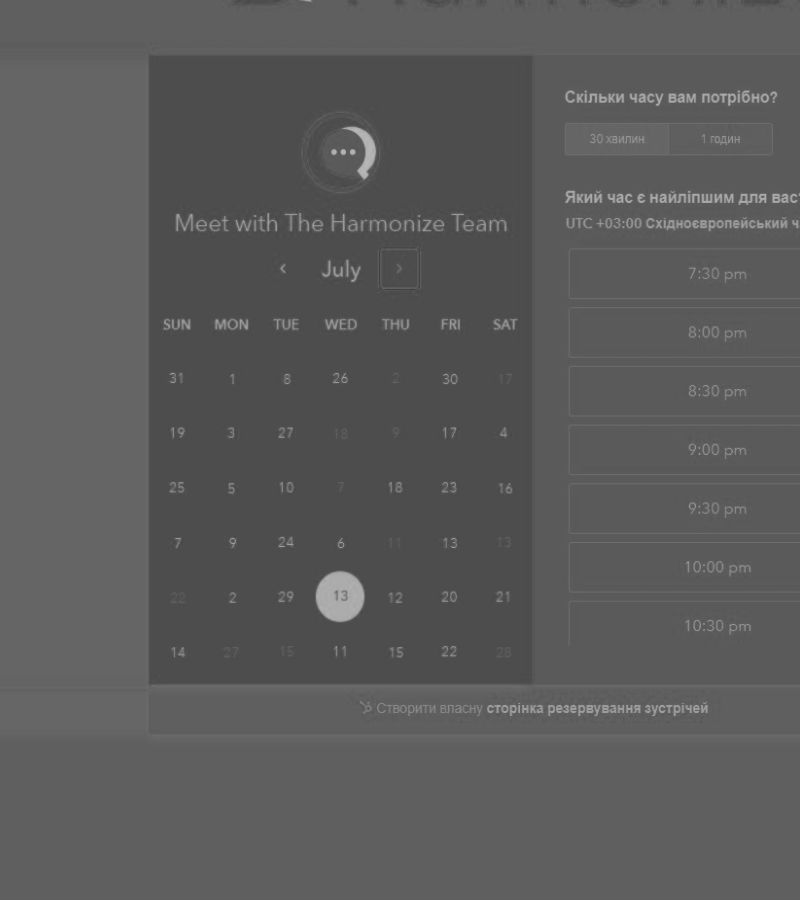 Meet with The Harmonize Team
July
SUN MON TUE WED THU FRI SAT
31 1 8 26 2 30 17
19 3 27 18 9 17 4
25 5 10 7 18 23 16
7 9 24 6 11 13 13
22 2 29 13 12 20 21
14 27 15 11 15 22 28
Скільки часу вам потрібно?
30 хвилин 1 годин
Який час є найліпшим для вас
UTC +03:00 Східноєвропейський ч
7:30 pm
8:00 pm
8:30 pm
9:00 pm
9:30 pm
10:00 pm
10:30 pm
Створити власну сторінка резервування зустрічей